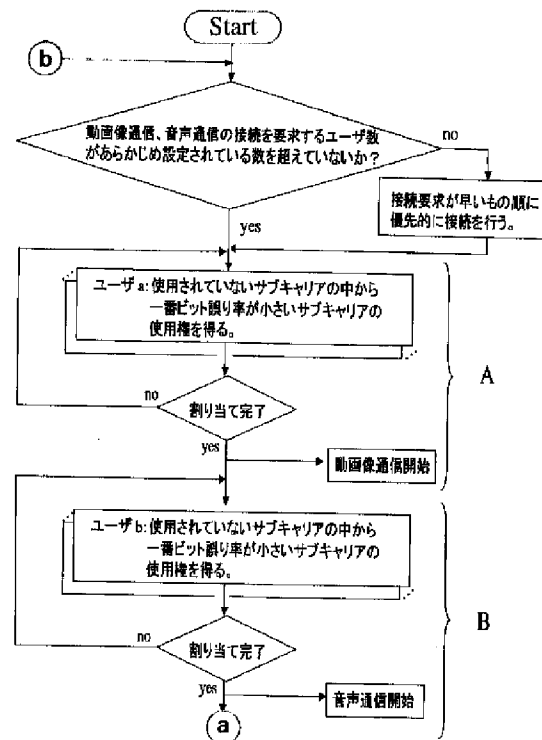 Start
b
動画像通信、音声通信の接続を要求するユーザ数
があらかじめ設定されている数を超えていないか？
no
接続要求が早いもの順に
優先的に接続を行う。
yes
ユーザa:使用されていないサブキャリアの中から
一番ビット誤り率が小さいサブキャリアの
使用権を得る。
A
no
割り当て完了
yes
動画像通信開始
ユーザb:使用されていないサブキャリアの中から
一番ビット誤り率が小さいサブキャリアの
使用権を得る。
B
no
割り当て完了
yes
音声通信開始
a